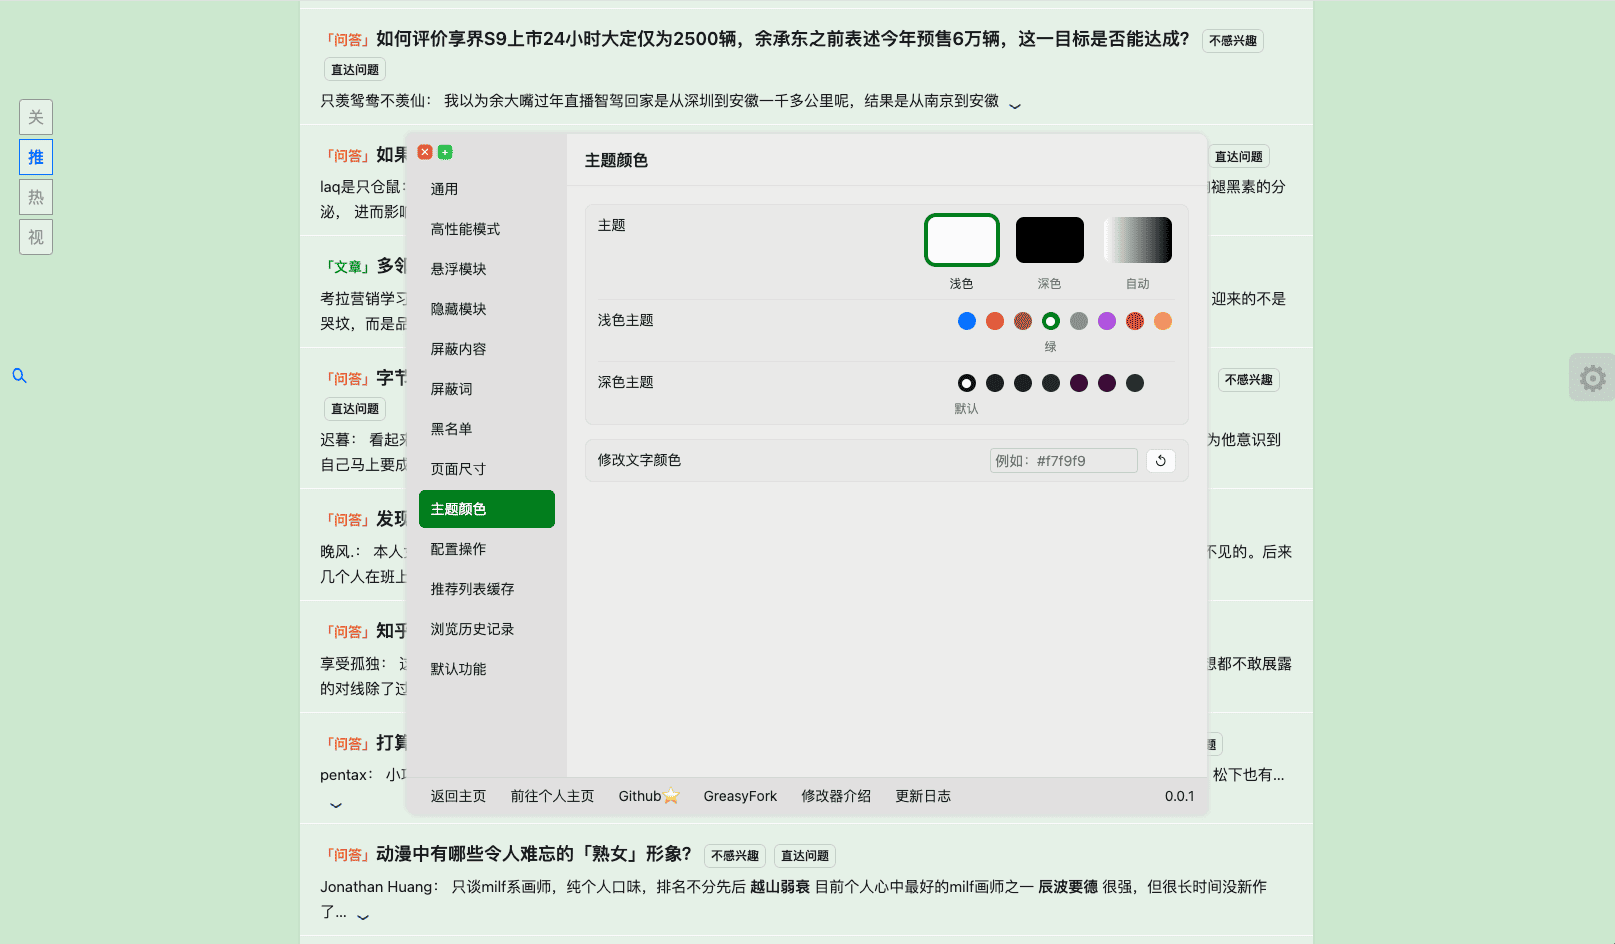 「问答」如何评价享界S9上市24小时大定仅为2500辆，余承东之前表述今年预售6万辆，这一目标是否能达成？ 不感兴趣
直达问题
只羡鸳鸯不羡仙： 我以为余大嘴过年直播智驾回家是从深圳到安徽一千多公里呢，结果是从南京到安徽
关
推
热
视
「问答」如果
直达问题
laq是只仓鼠：
褪黑素的分
泌， 进而影响
「文章」多邻
考拉营销学习
迎来的不是
哭坟，而是品
「问答」字节
不感兴趣
直达问题
迟暮： 看起来
为他意识到
自己马上要成
「问答」发现
晚风.： 本人
不见的。后来
几个人在班上
「问答」知乎
享受孤独： 这
想都不敢展露
的对线除了过
「问答」打算
题
pentax： 小巧
松下也有...
通用
高性能模式
悬浮模块
隐藏模块
屏蔽内容
屏蔽词
黑名单
页面尺寸
主题颜色
配置操作
推荐列表缓存
浏览历史记录
默认功能
主题颜色
主题
浅色 深色 自动
浅色主题
绿
深色主题
默认
修改文字颜色 例如：#f7f9f9
返回主页 前往个人主页 Github⭐ GreasyFork 修改器介绍 更新日志 0.0.1
「问答」动漫中有哪些令人难忘的「熟女」形象？ 不感兴趣 直达问题
Jonathan Huang： 只谈milf系画师，纯个人口味，排名不分先后 越山弱衰 目前个人心中最好的milf画师之一 辰波要德 很强，但很长时间没新作
了...